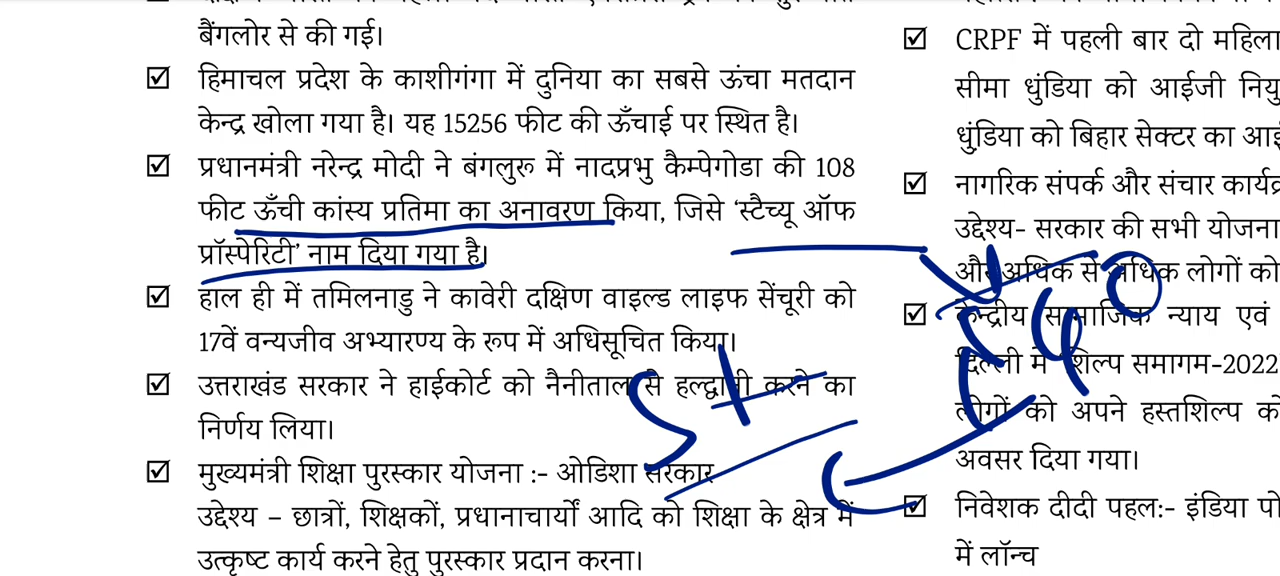 बैंगलोर से की गई।
हिमाचल प्रदेश के काशीगंगा में दुनिया का सबसे ऊंचा मतदान
केन्द्र खोला गया है। यह 15256 फीट की ऊँचाई पर स्थित है।
प्रधानमंत्री नरेन्द्र मोदी ने बंगलुरू में नादप्रभु कैम्पेगोडा की 108
फीट ऊँची कांस्य प्रतिमा का अनावरण किया, जिसे ‘स्टैच्यू ऑफ
प्रॉस्पेरिटी’ नाम दिया गया है।
हाल ही में तमिलनाडु ने कावेरी दक्षिण वाइल्ड लाइफ सेंचूरी को
17वें वन्यजीव अभ्यारण्य के रूप में अधिसूचित किया।
उत्तराखंड सरकार ने हाईकोर्ट को नैनीताल से हल्द्वानी करने का
निर्णय लिया।
मुख्यमंत्री शिक्षा पुरस्कार योजना :- ओडिशा सरकार
उद्देश्य – छात्रों, शिक्षकों, प्रधानाचार्यों आदि को शिक्षा के क्षेत्र में
उत्कृष्ट कार्य करने हेतु पुरस्कार प्रदान करना।
CRPF में पहली बार दो महिला
सीमा धुंडिया को आईजी
धुंडिया को बिहार सेक्टर का
नागरिक संपर्क और संचार
उद्देश्य- सरकार की सभी योजना
और अधिक से अधिक लोगों को
केन्द्रीय सामाजिक न्याय एवं
दिल्ली में शिल्प समागम-2022
लोगों को अपने हस्तशिल्प को
अवसर दिया गया।
निवेशक दीदी पहल:- इंडिया
में लॉन्च